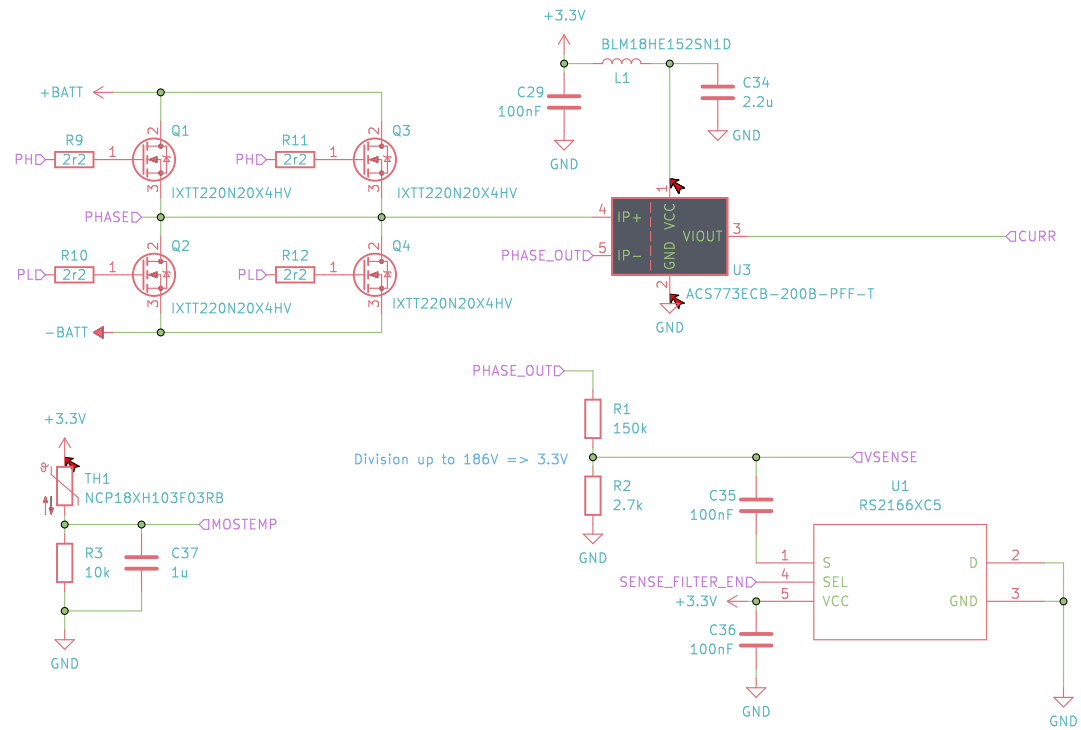 +3.3V
BLM18HE152SN1D
L1
C29
100nF
C34
2.2u
GND
GND
+BATT
2
Q1
2
Q3
R9
PH
2r2
1
R11
PH
2r2
1
3
IXTT220N20X4HV
3
IXTT220N20X4HV
PHASE
2
Q2
2
Q4
R10
PL
2r2
1
R12
PL
2r2
1
3
IXTT220N20X4HV
3
IXTT220N20X4HV
-BATT
1
4
IP+
VCC
VIOUT
3
CURR
PHASE_OUT
5
IP-
GND
2
U3
ACS773ECB-200B-PFF-T
GND
PHASE_OUT
R1
150k
Division up to 186V => 3.3V
VSENSE
R2
2.7k
GND
C35
100nF
U1
RS2166XC5
1
S
D
2
SENSE_FILTER_EN
4
SEL
+3.3V
5
VCC
GND
3
C36
100nF
GND
GND
+3.3V
θ
TH1
NCP18XH103F03RB
MOSTEMP
R3
10k
C37
1u
GND